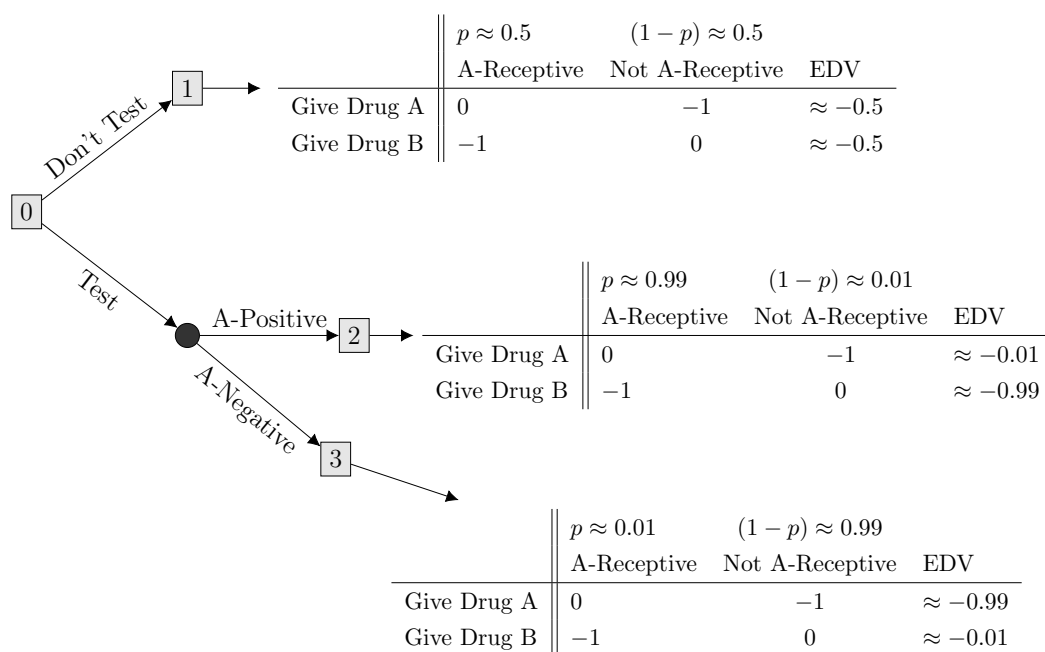 p ≈ 0.5 (1 − p) ≈ 0.5
A-Receptive Not A-Receptive EDV
Give Drug A 0 −1 ≈ −0.5
Give Drug B −1 0 ≈ −0.5
1
Don't Test
0
Test
A-Positive
2
p ≈ 0.99 (1 − p) ≈ 0.01
A-Receptive Not A-Receptive EDV
Give Drug A 0 −1 ≈ −0.01
Give Drug B −1 0 ≈ −0.99
A-Negative
3
p ≈ 0.01 (1 − p) ≈ 0.99
A-Receptive Not A-Receptive EDV
Give Drug A 0 −1 ≈ −0.99
Give Drug B −1 0 ≈ −0.01